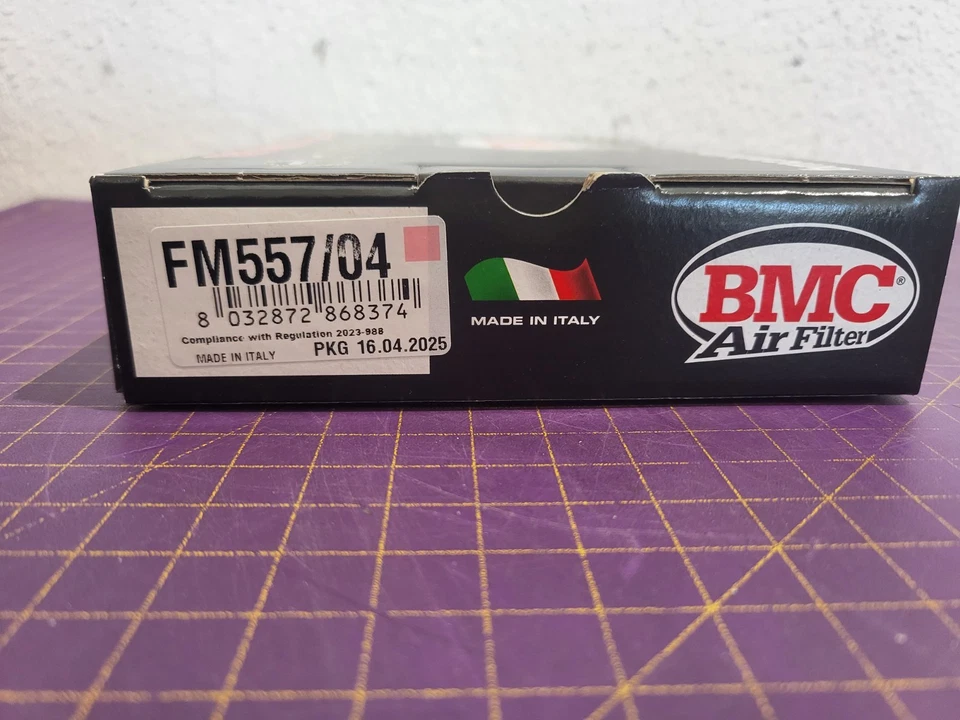 FM557/04
8 032872 868374
Compliance with Regulation 2023-988
MADE IN ITALY PKG 16.04.2025
MADE IN ITALY
BMC®
Air Filter